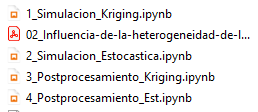 1_Simulacion_Kriging.ipynb
02_Influencia-de-la-heterogeneidad-de-l...
2_Simulacion_Estocastica.ipynb
3_Postprocesamiento_Kriging.ipynb
4_Postprocesamiento_Est.ipynb